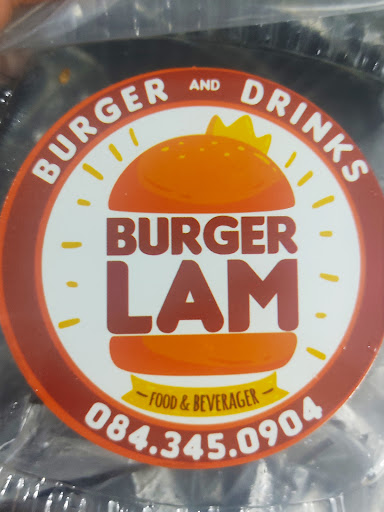 BURGER AND DRINKS
BURGER
LAM
– FOOD & BEVERAGER –
084.345.0904